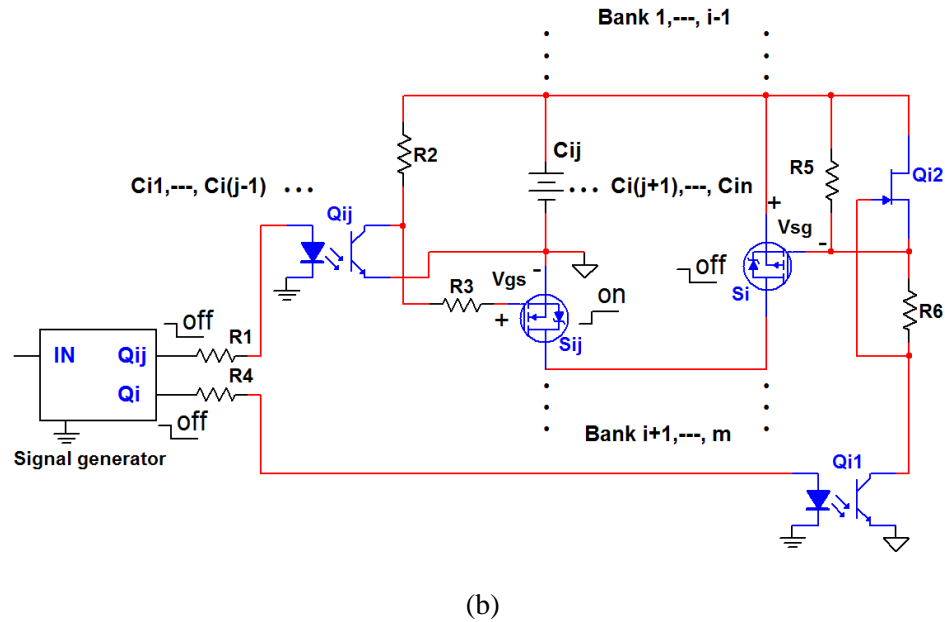 Bank 1,---, i-1
R2
Cij
R5
Qi2
Ci1,---, Ci(j-1) ...
... Ci(j+1),---, Cin
Qij
+
Vsg
-
R3
Vgs
-
+
off
on
Si
Sij
R6
off
R1
IN
Qij
R4
Qi
off
Signal generator
Bank i+1,---, m
Qi1
(b)